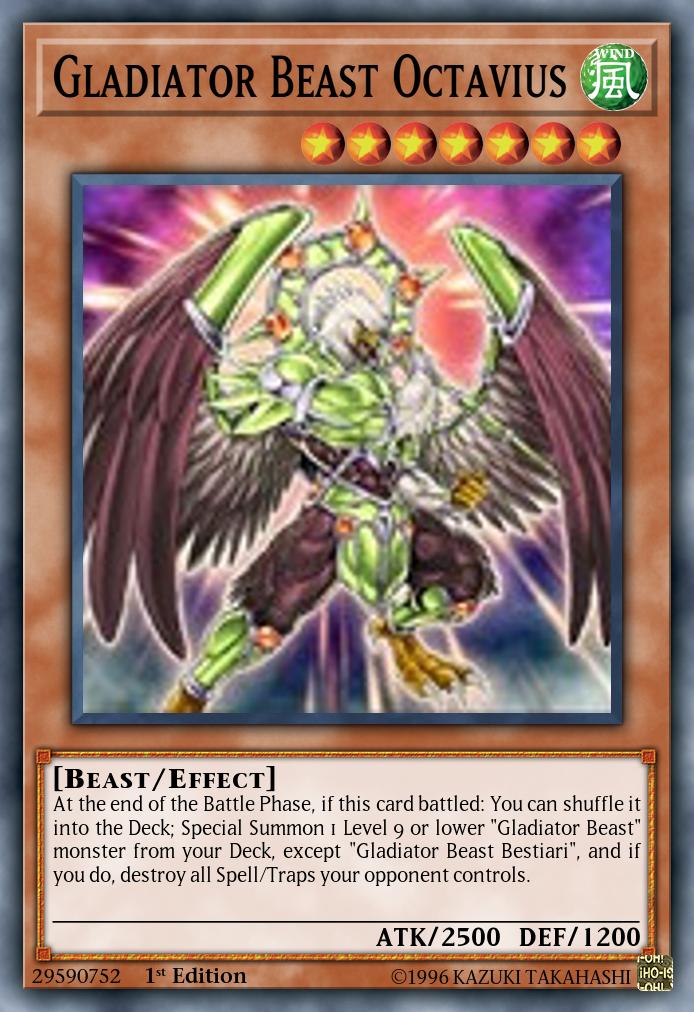 Gladiator Beast Octavius
WIND
風
[Beast/Effect]
At the end of the Battle Phase, if this card battled: You can shuffle it
into the Deck; Special Summon 1 Level 9 or lower "Gladiator Beast"
monster from your Deck, except "Gladiator Beast Bestiari", and if
you do, destroy all Spell/Traps your opponent controls.
ATK/2500 DEF/1200
29590752 1st Edition ©1996 KAZUKI TAKAHASHI